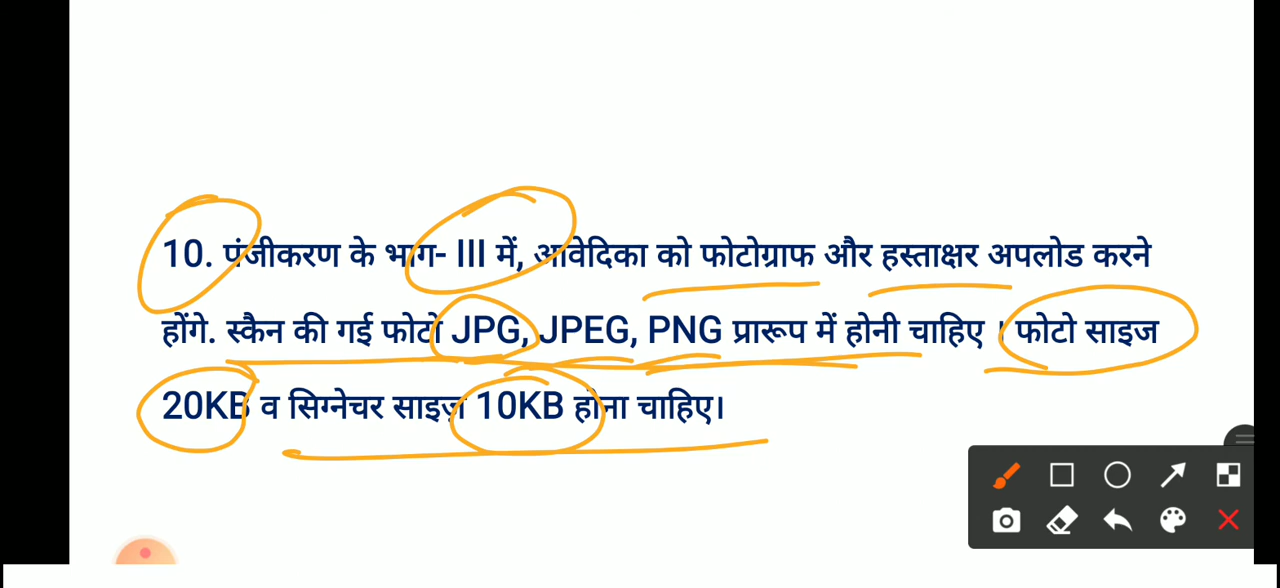 10. पंजीकरण के भाग- III में, आवेदिका को फोटोग्राफ और हस्ताक्षर अपलोड करने
होंगे. स्कैन की गई फोटो JPG, JPEG, PNG प्रारूप में होनी चाहिए । फोटो साइज
20KB व सिग्नेचर साइज़ 10KB होना चाहिए।